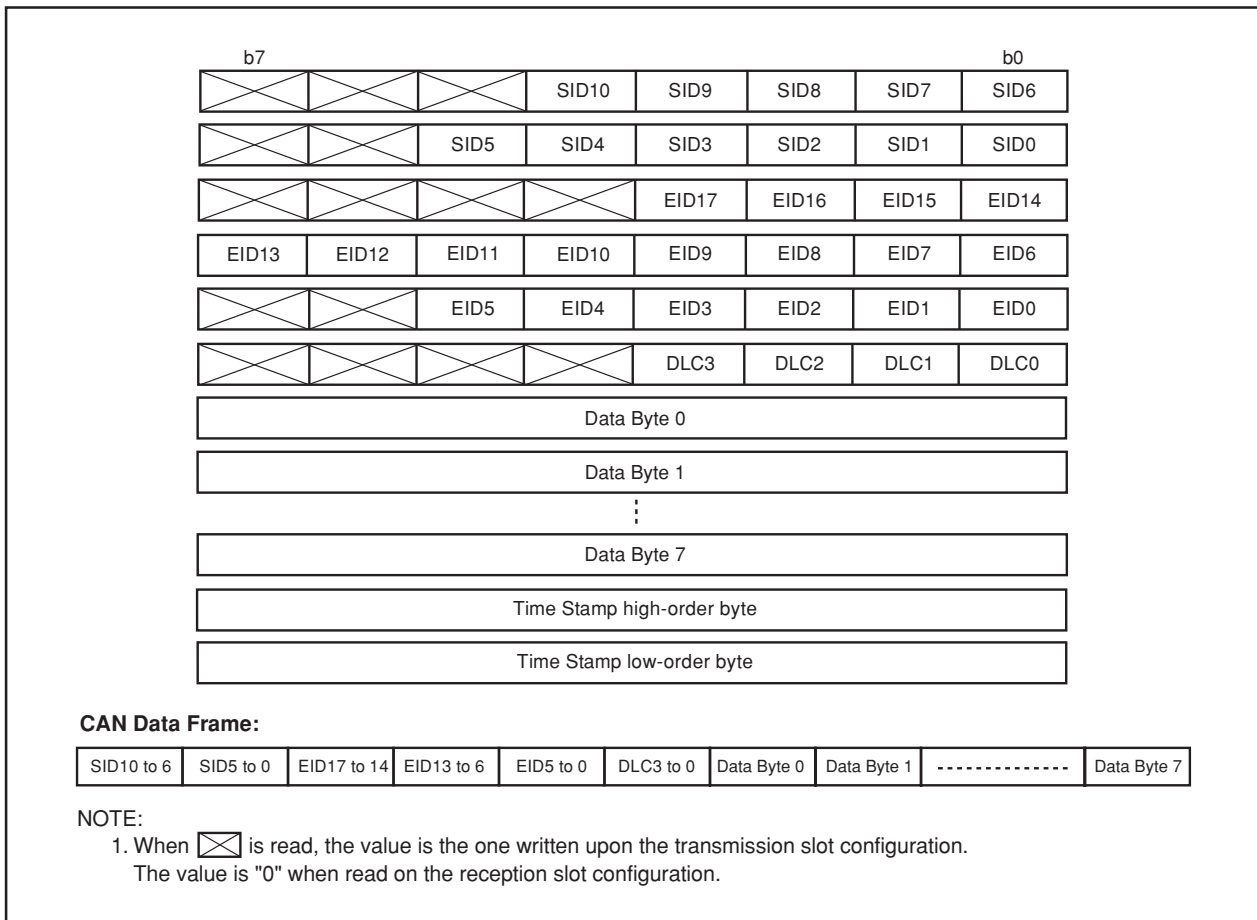 b7 b0
SID10 SID9 SID8 SID7 SID6
SID5 SID4 SID3 SID2 SID1 SID0
EID17 EID16 EID15 EID14
EID13 EID12 EID11 EID10 EID9 EID8 EID7 EID6
EID5 EID4 EID3 EID2 EID1 EID0
DLC3 DLC2 DLC1 DLC0
Data Byte 0
Data Byte 1
Data Byte 7
Time Stamp high-order byte
Time Stamp low-order byte
CAN Data Frame:
SID10 to 6 SID5 to 0 EID17 to 14 EID13 to 6 EID5 to 0 DLC3 to 0 Data Byte 0 Data Byte 1 Data Byte 7
NOTE:
1. When is read, the value is the one written upon the transmission slot configuration.
The value is "0" when read on the reception slot configuration.